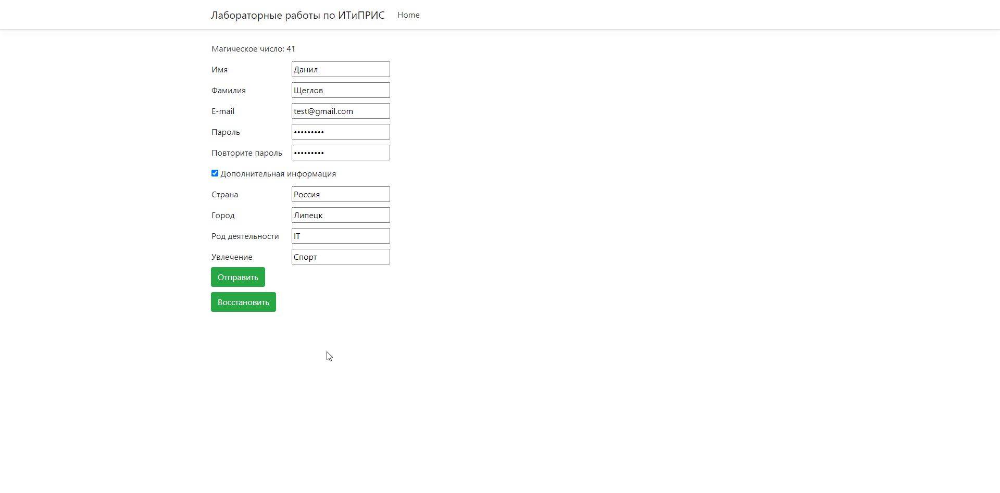 Лабораторные работы по ИТиПРИС Home
Магическое число: 41
Имя Данил
Фамилия Щеглов
E-mail test@gmail.com
Пароль •••••••••
Повторите пароль •••••••••
Дополнительная информация
Страна Россия
Город Липецк
Род деятельности IT
Увлечение Спорт
Отправить
Восстановить